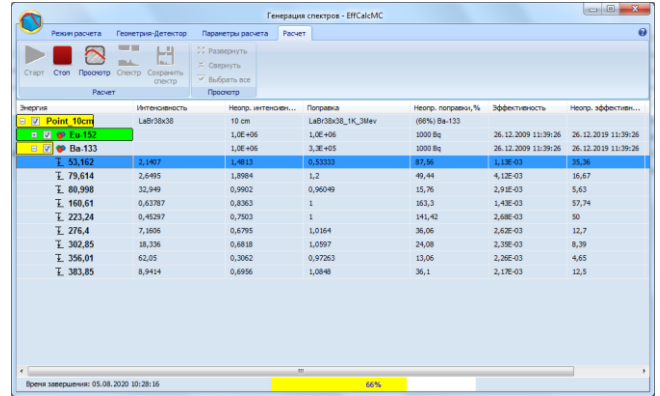 Генерация спектров - EffCalcMC
Режим расчета Геометрия-Детектор Параметры расчета Расчет
Старт Стоп Просмотр Спектр Сохранить спектр
Развернуть
Свернуть
Выбрать все
Расчет Просмотр
Энергия Интенсивность Неопр. интенсивн... Поправка Неопр. поправки,% Эффективность Неопр. эффективн...
Point_10cm LaBr38x38 10 cm LaBr38x38_1K_3Mev (66%) Ba-133
Eu-152 1,0E+06 1,0E+06 1000 Bq 26.12.2009 11:39:26 26.12.2019 11:39:26
Ba-133 1,0E+06 3,3E+05 1000 Bq 26.12.2009 11:39:26 26.12.2019 11:39:26
53,162 2,1407 1,4813 0,53333 87,56 1,13E-03 35,36
79,614 2,6495 1,8984 1,2 49,44 4,12E-03 16,67
80,998 32,949 0,9902 0,96049 15,76 2,91E-03 5,63
160,61 0,63787 0,8363 1 163,3 1,43E-03 57,74
223,24 0,45297 0,7503 1 141,42 2,68E-03 50
276,4 7,1606 0,6795 1,0164 36,06 2,62E-03 12,7
302,85 18,336 0,6818 1,0597 24,08 2,35E-03 8,39
356,01 62,05 0,3062 0,97263 13,06 2,26E-03 4,65
383,85 8,9414 0,6956 1,0848 36,1 2,17E-03 12,5
Время завершения: 05.08.2020 10:28:16 66%